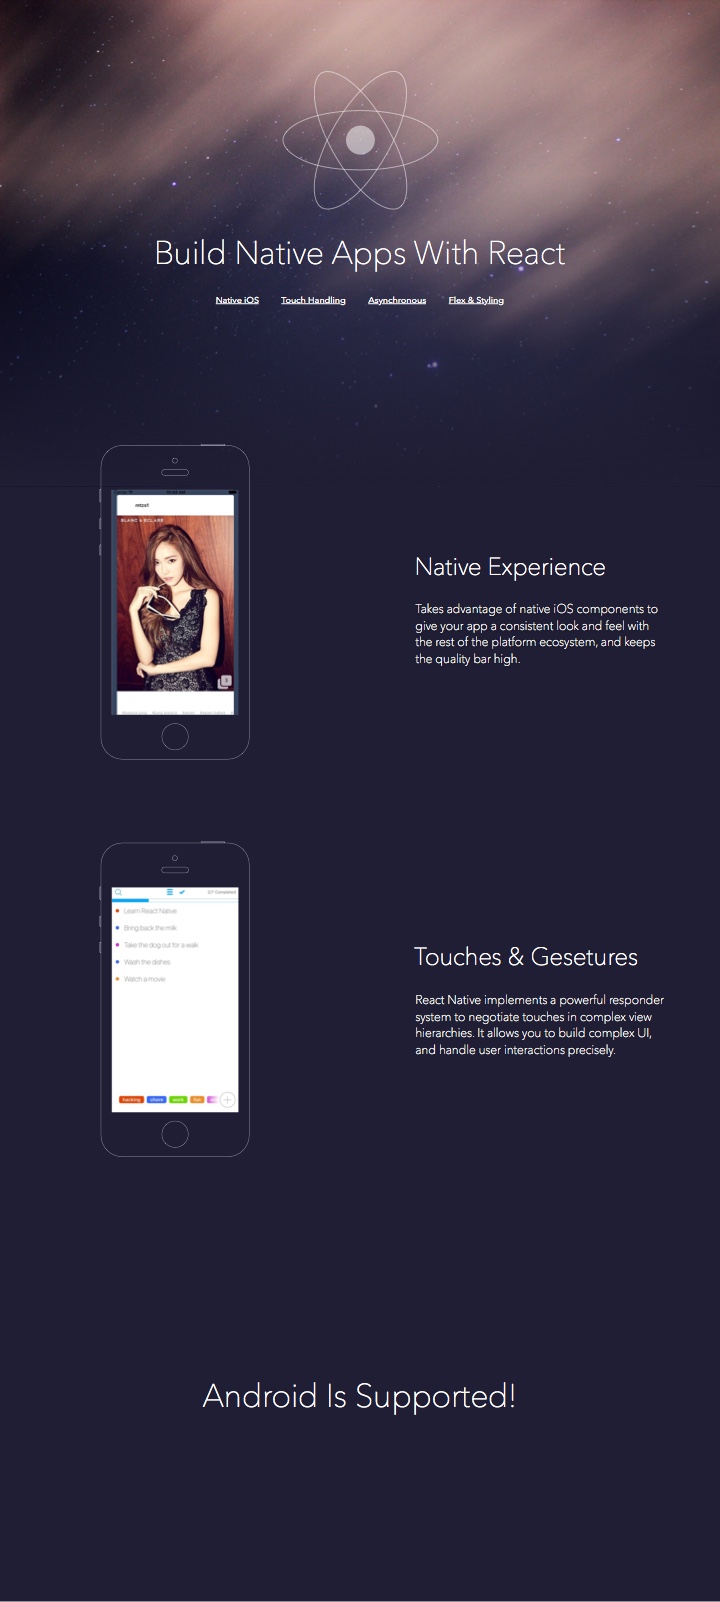 Build Native Apps With React
Native iOS Touch Handling Asynchronous Flex & Styling
BLANC & ECLARE
Native Experience
Takes advantage of native iOS components to
give your app a consistent look and feel with
the rest of the platform ecosystem, and keeps
the quality bar high.
Completed
Learn React Native
Bring back the milk
Take the dog out for a walk
Wash the dishes
Watch a movie
hacking chore work fun
Touches & Gesetures
React Native implements a powerful responder
system to negotiate touches in complex view
hierarchies. It allows you to build complex UI,
and handle user interactions precisely.
Android Is Supported!